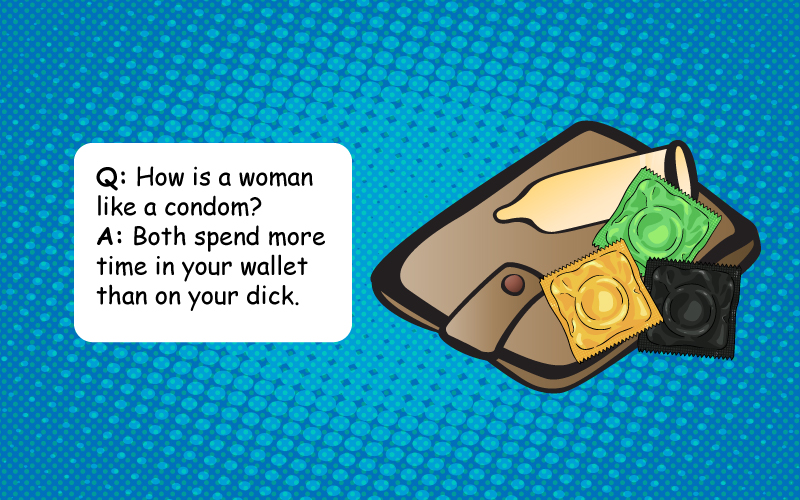 Q: How is a woman
like a condom?
A: Both spend more
time in your wallet
than on your dick.